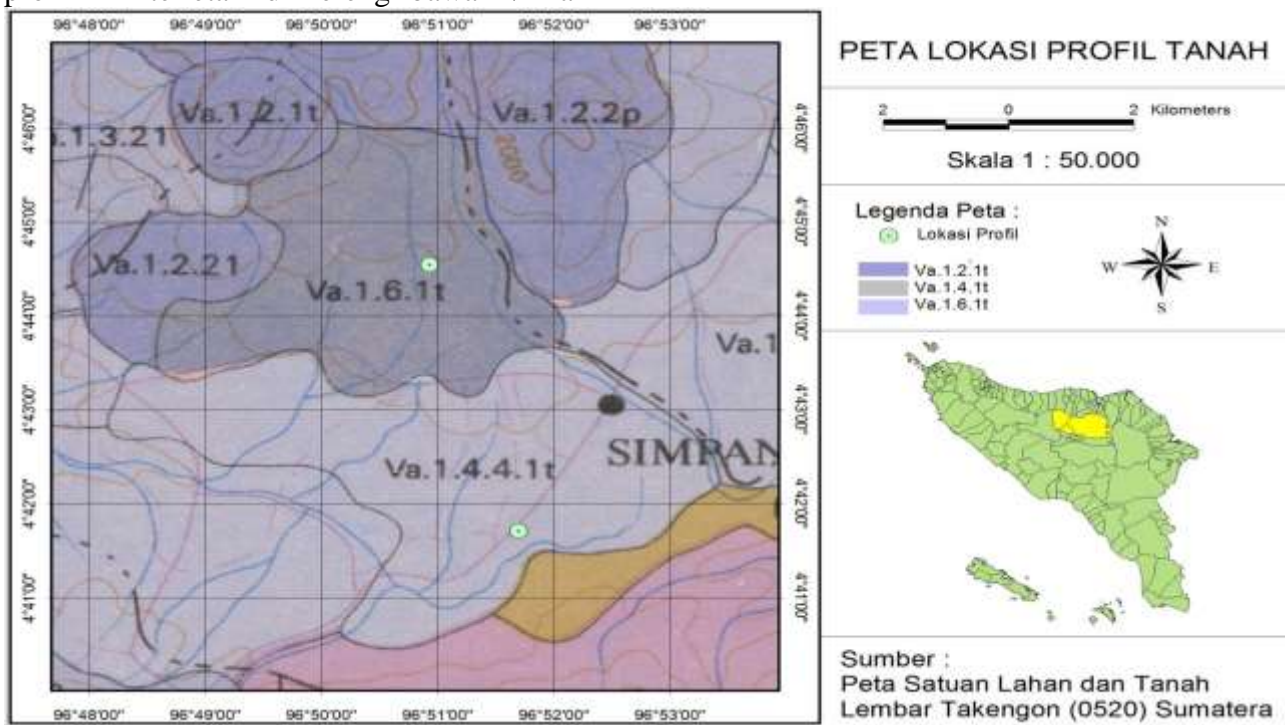 96°48'00" 96°49'00" 96°50'00" 96°51'00" 96°52'00" 96°53'00"
4°46'00"
4°45'00"
4°44'00"
4°43'00"
4°42'00"
4°41'00"
Va.1.2.1t
Va.1.2.2p
.1.3.21
2000
Va.1.2.21
Va.1.6.1t
Va.1
SIMPAN
Va.1.4.4.1t
4°46'00"
4°45'00"
4°44'00"
4°43'00"
4°42'00"
4°41'00"
96°48'00" 96°49'00" 96°50'00" 96°51'00" 96°52'00" 96°53'00"
PETA LOKASI PROFIL TANAH
2 0 2 Kilometers
Skala 1 : 50.000
Legenda Peta :
Lokasi Profil
Va.1.2.1t
Va.1.4.1t
Va.1.6.1t
N
W E
S
Sumber :
Peta Satuan Lahan dan Tanah
Lembar Takengon (0520) Sumatera